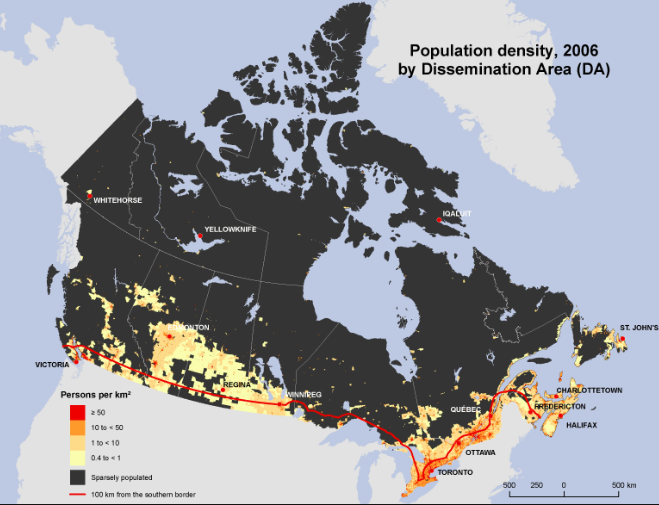 Population density, 2006
by Dissemination Area (DA)
WHITEHORSE
YELLOWKNIFE
IQALUIT
EDMONTON
ST. JOHN'S
VICTORIA
REGINA
WINNIPEG
CHARLOTTETOWN
QUÉBEC
FREDERICTON
HALIFAX
OTTAWA
TORONTO
Persons per km²
≥ 50
10 to < 50
1 to < 10
0.4 to < 1
Sparsely populated
100 km from the southern border
500 250 0 500 km